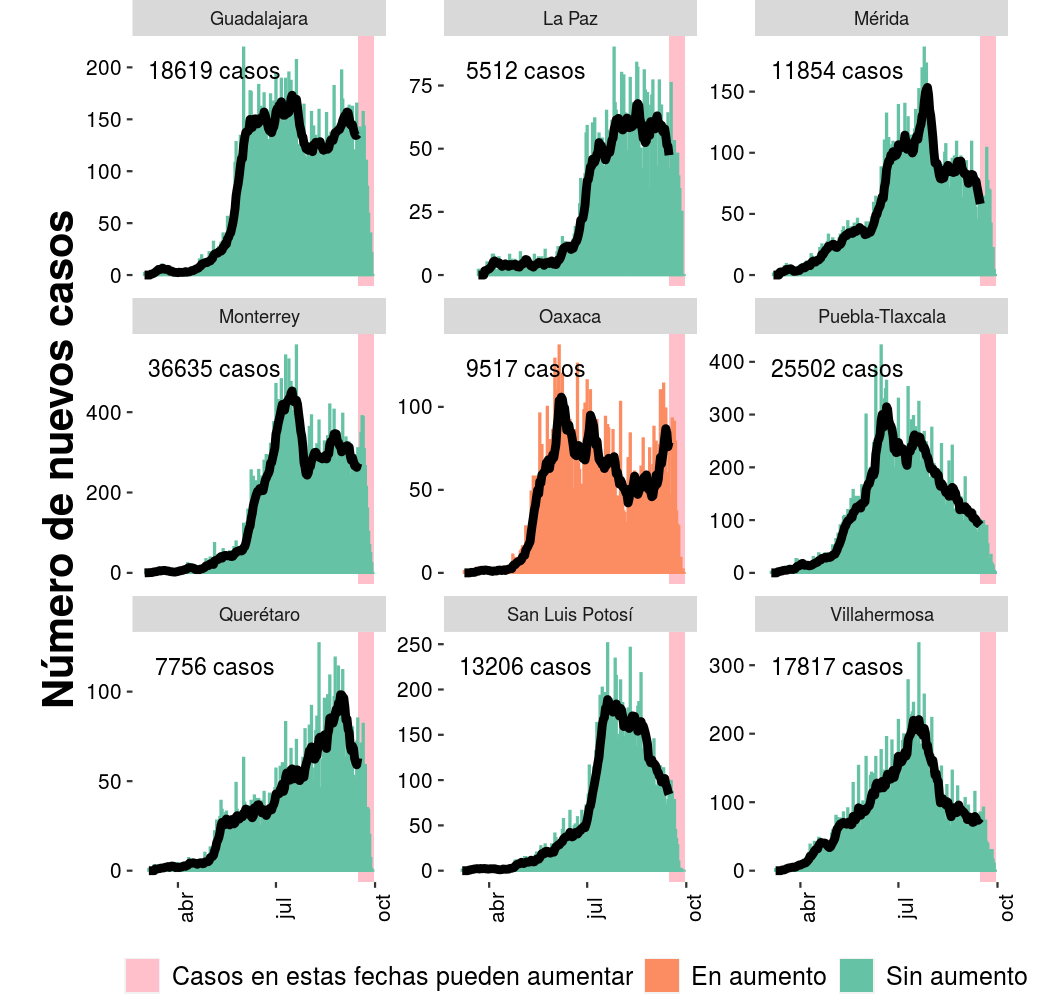 Guadalajara
La Paz
Mérida
18619 casos
5512 casos
11854 casos
200
150
100
50
0
75
50
25
0
150
100
50
0
Monterrey
Oaxaca
Puebla-Tlaxcala
36635 casos
9517 casos
25502 casos
400
200
0
100
50
0
400
300
200
100
0
Número de nuevos casos
Querétaro
San Luis Potosí
Villahermosa
7756 casos
13206 casos
17817 casos
100
50
0
250
200
150
100
50
0
300
200
100
0
abr
jul
oct
abr
jul
oct
abr
jul
oct
Casos en estas fechas pueden aumentar
En aumento
Sin aumento